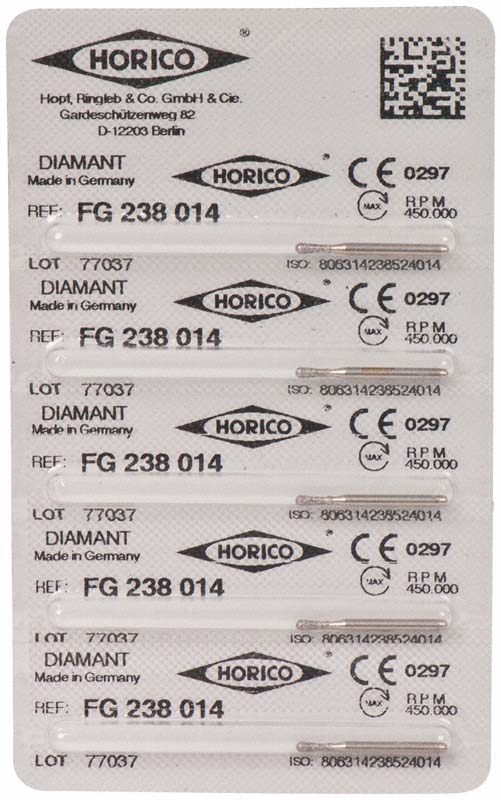 HORICO ®
Hopf, Ringleb & Co. GmbH & Cie.
Gardeschützenweg 82
D-12203 Berlin
DIAMANT HORICO ® CE 0297
Made in Germany
REF: FG 238 014 MAX RPM 450.000
LOT 77037 ISO: 806314238524014
DIAMANT HORICO ® CE 0297
Made in Germany
REF: FG 238 014 MAX RPM 450.000
LOT 77037 ISO: 806314238524014
DIAMANT HORICO ® CE 0297
Made in Germany
REF: FG 238 014 MAX RPM 450.000
LOT 77037 ISO: 806314238524014
DIAMANT HORICO ® CE 0297
Made in Germany
REF: FG 238 014 MAX RPM 450.000
LOT 77037 ISO: 806314238524014
DIAMANT HORICO ® CE 0297
Made in Germany
REF: FG 238 014 MAX RPM 450.000
LOT 77037 ISO: 806314238524014